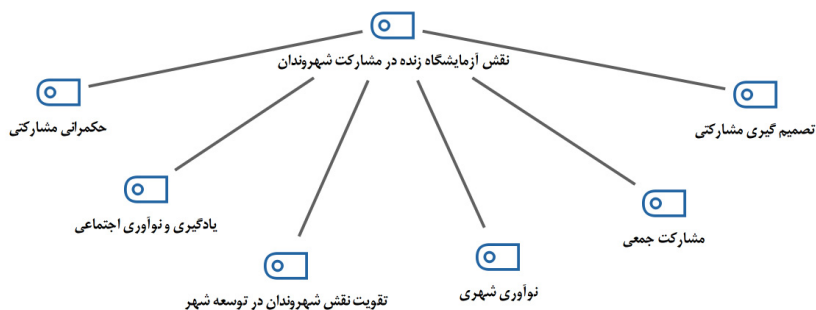 نقش آزمایشگاه زنده در مشارکت شهروندان
تصمیم گیری مشارکتی
حکمرانی مشارکتی
مشارکت جمعی
یادگیری و نوآوری اجتماعی
نوآوری شهری
تقویت نقش شهروندان در توسعه شهر